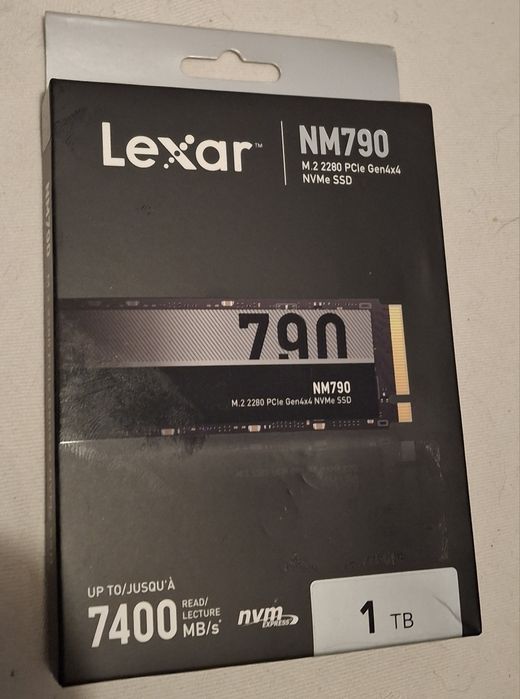 Lexar™
NM790
M.2 2280 PCIe Gen4x4
NVMe SSD
NM790
790
NM790
M.2 2280 PCIe Gen4x4 NVMe SSD
UP TO/JUSQU'À
7400
READ/
LECTURE
MB/s*
nvm
EXPRESS
1 TB